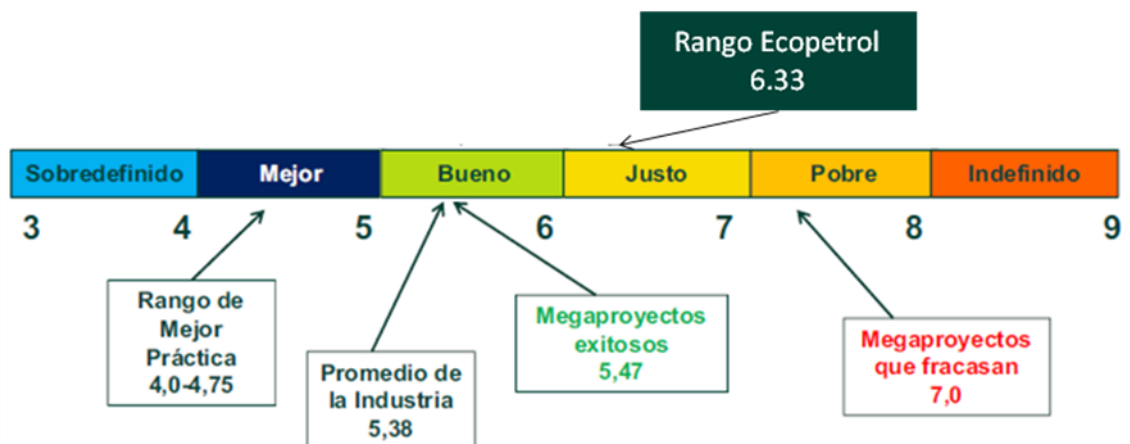 Rango Ecopetrol
6.33
Sobredefinido Mejor Bueno Justo Pobre Indefinido
3 4 5 6 7 8 9
Rango de
Mejor
Práctica
4,0-4,75
Promedio de
la Industria
5,38
Megaproyectos
exitosos
5,47
Megaproyectos
que fracasan
7,0